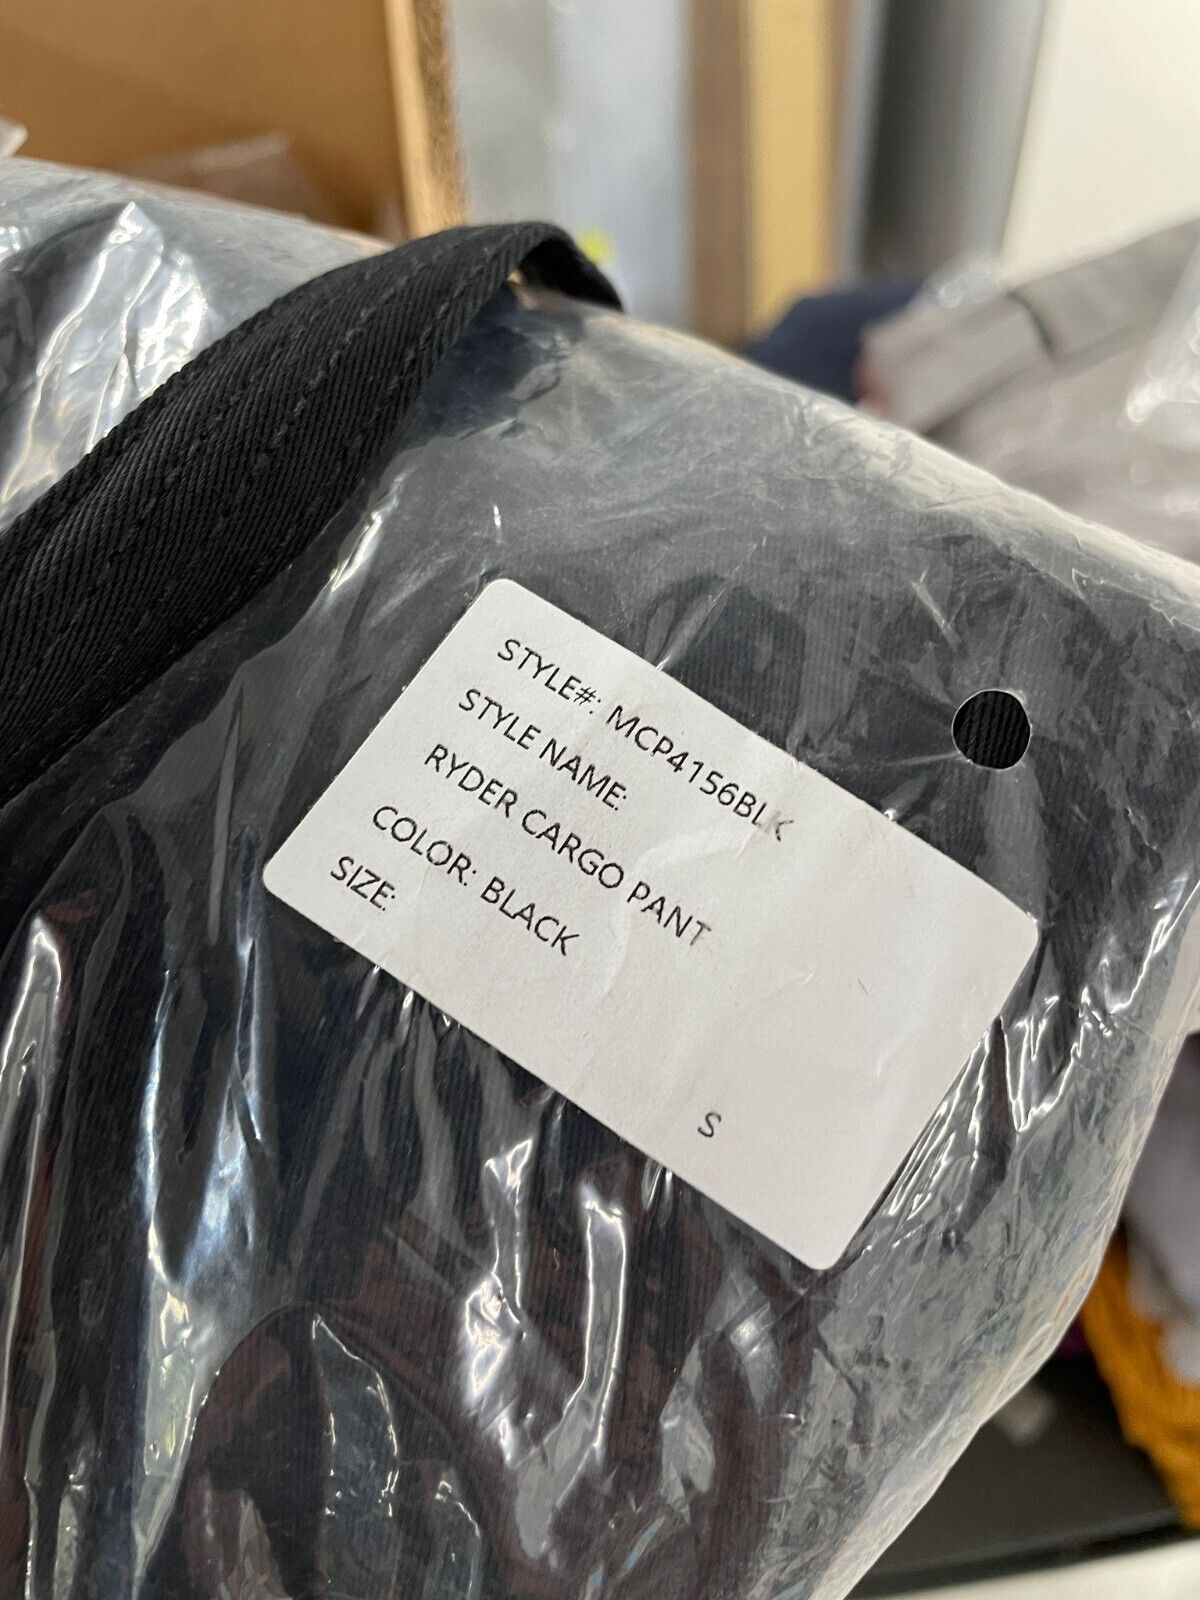 STYLE#: MCP4156BLK
STYLE NAME:
RYDER CARGO PANT
COLOR: BLACK
SIZE:
S